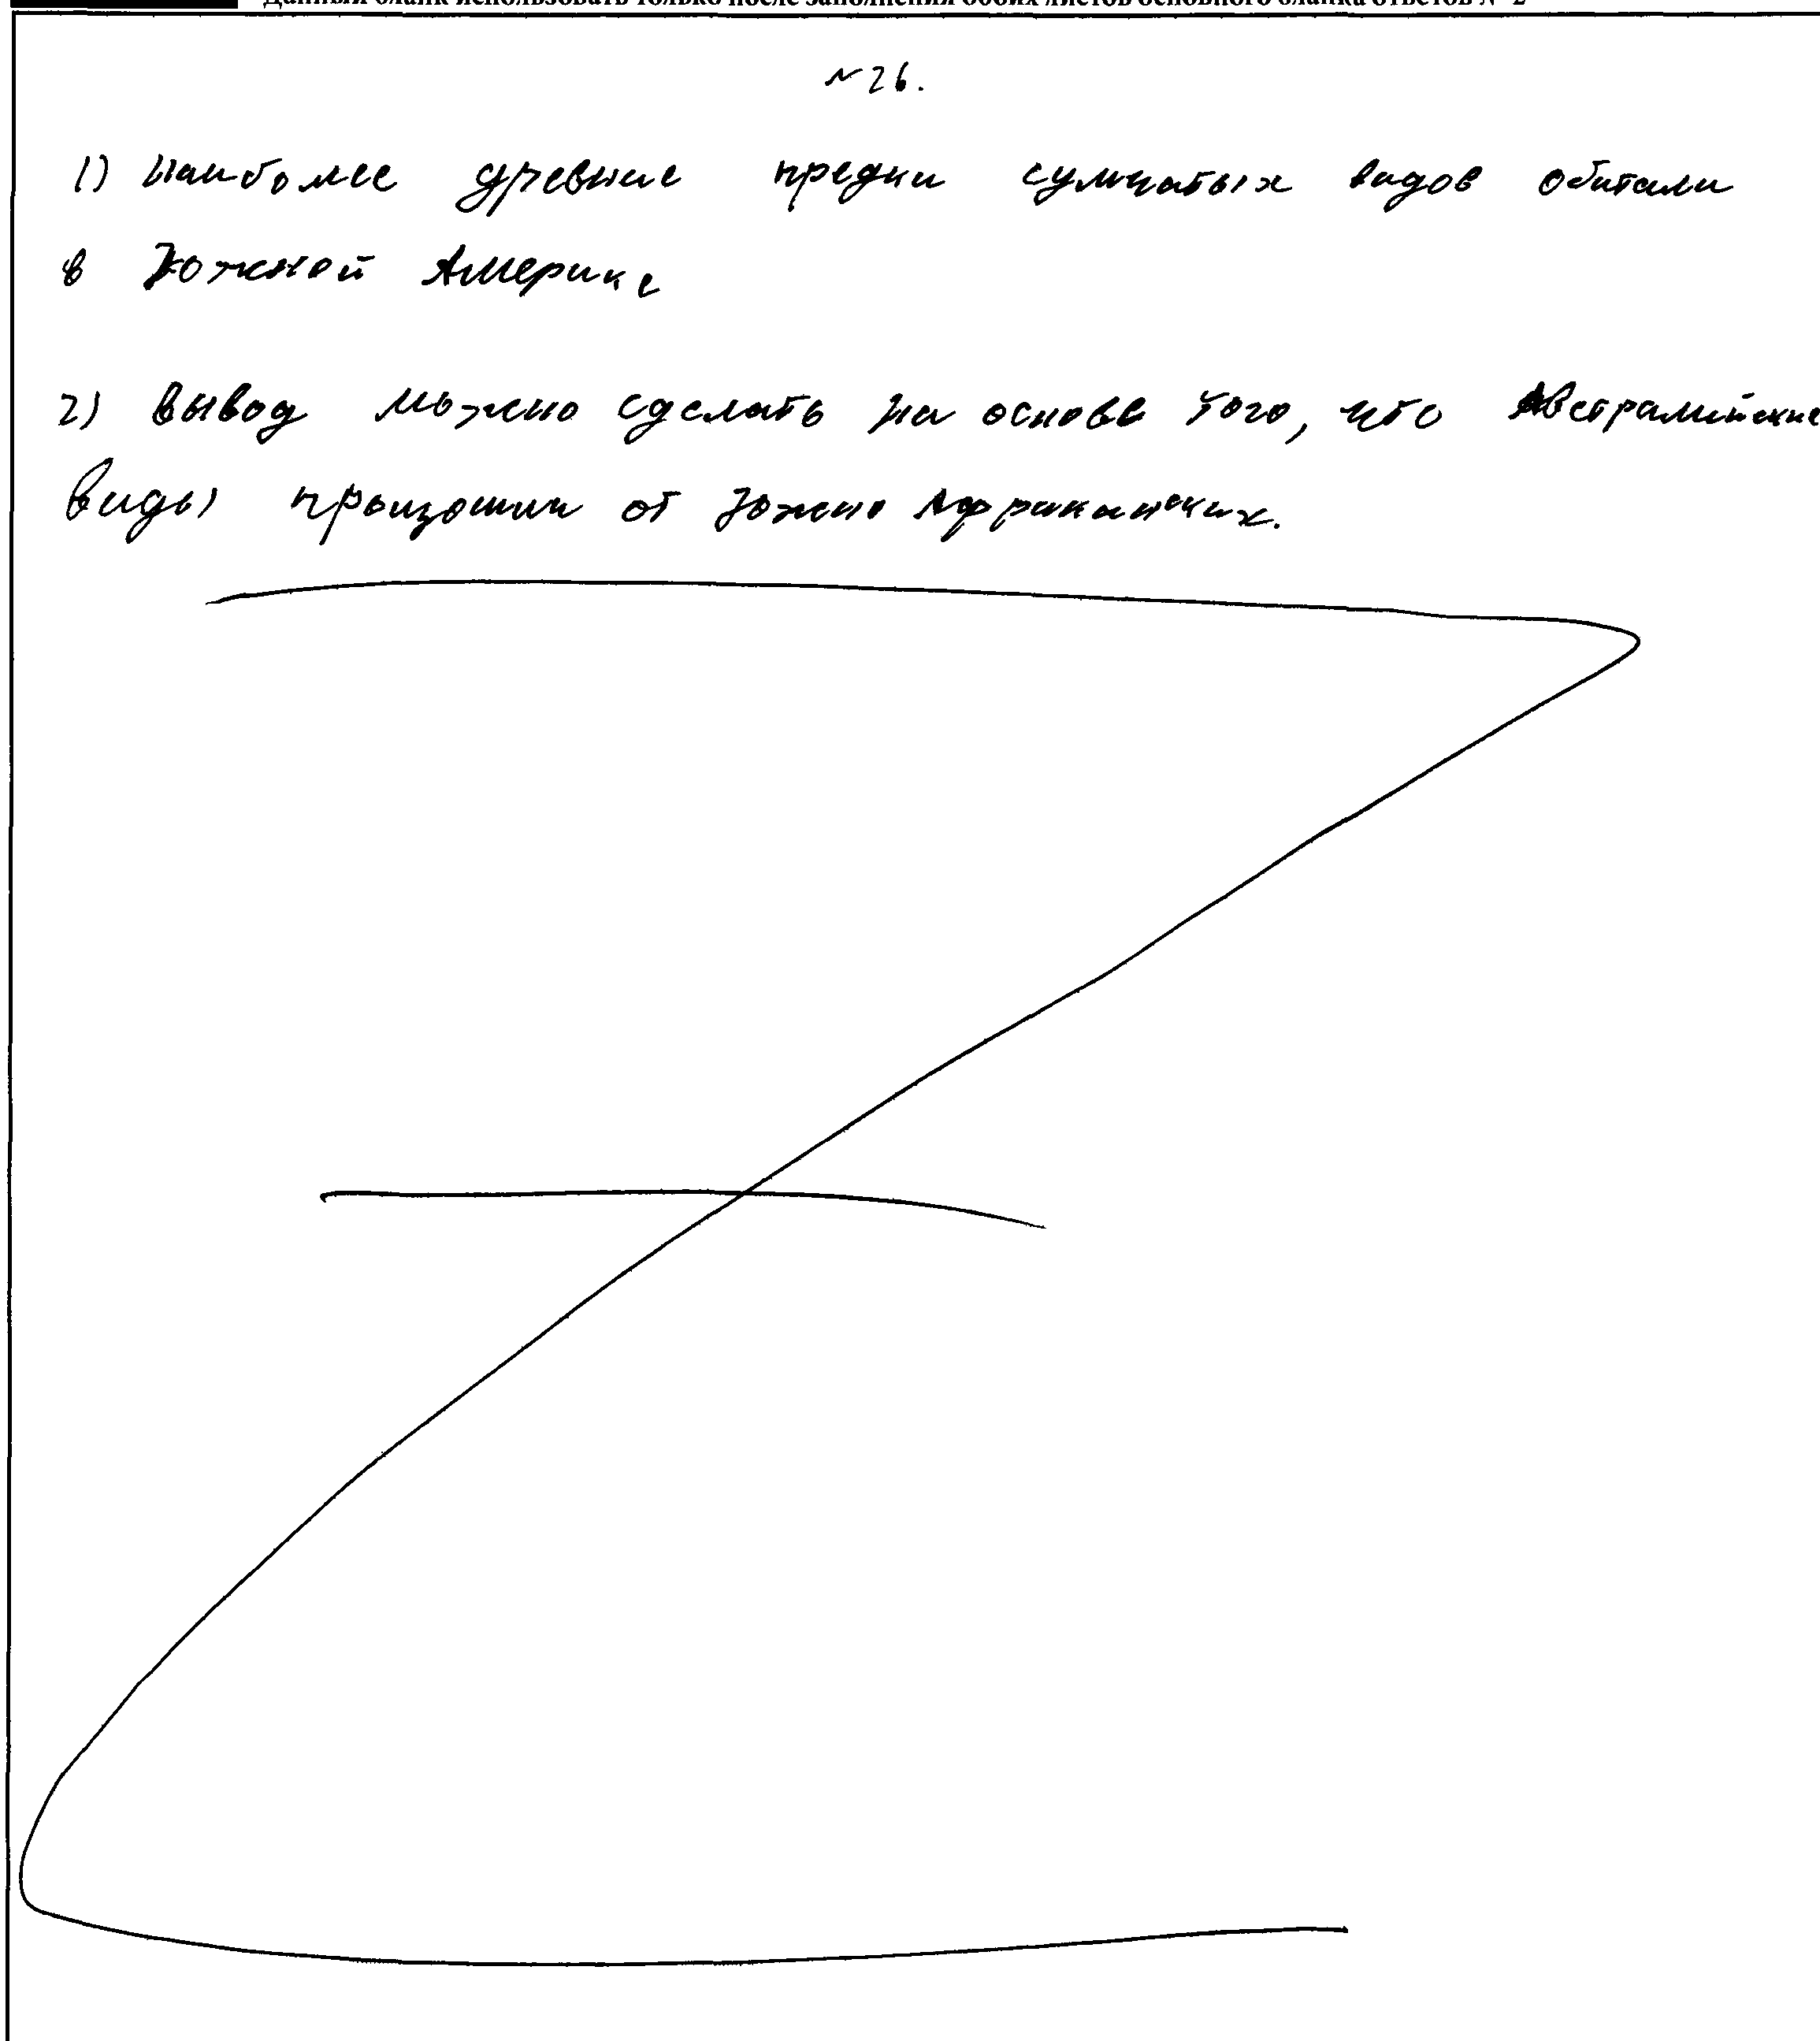 Данный бланк использовать только после заполнения обоих листов основного бланка ответов № 2
№26.
1) Наиболее древние предки сумчатых видов обитали
в Южной Америке
2) Вывод можно сделать на основе того, что Австралийские
виды произошли от Южно Африканских.